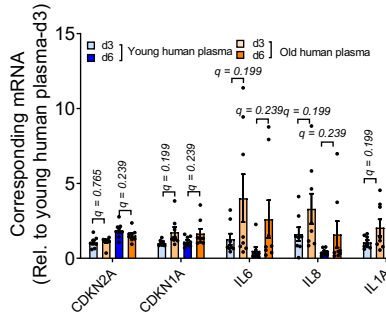 Corresponding mRNA
(Rel. to young human plasma-d3)
15
10
5
0
d3
d6
Young human plasma
d3
d6
Old human plasma
q = 0.765
q = 0.239
q = 0.199
q = 0.239
q = 0.199
q = 0.239
q = 0.199
q = 0.239
q = 0.199
CDKN2A
CDKN1A
IL6
IL8
IL1A